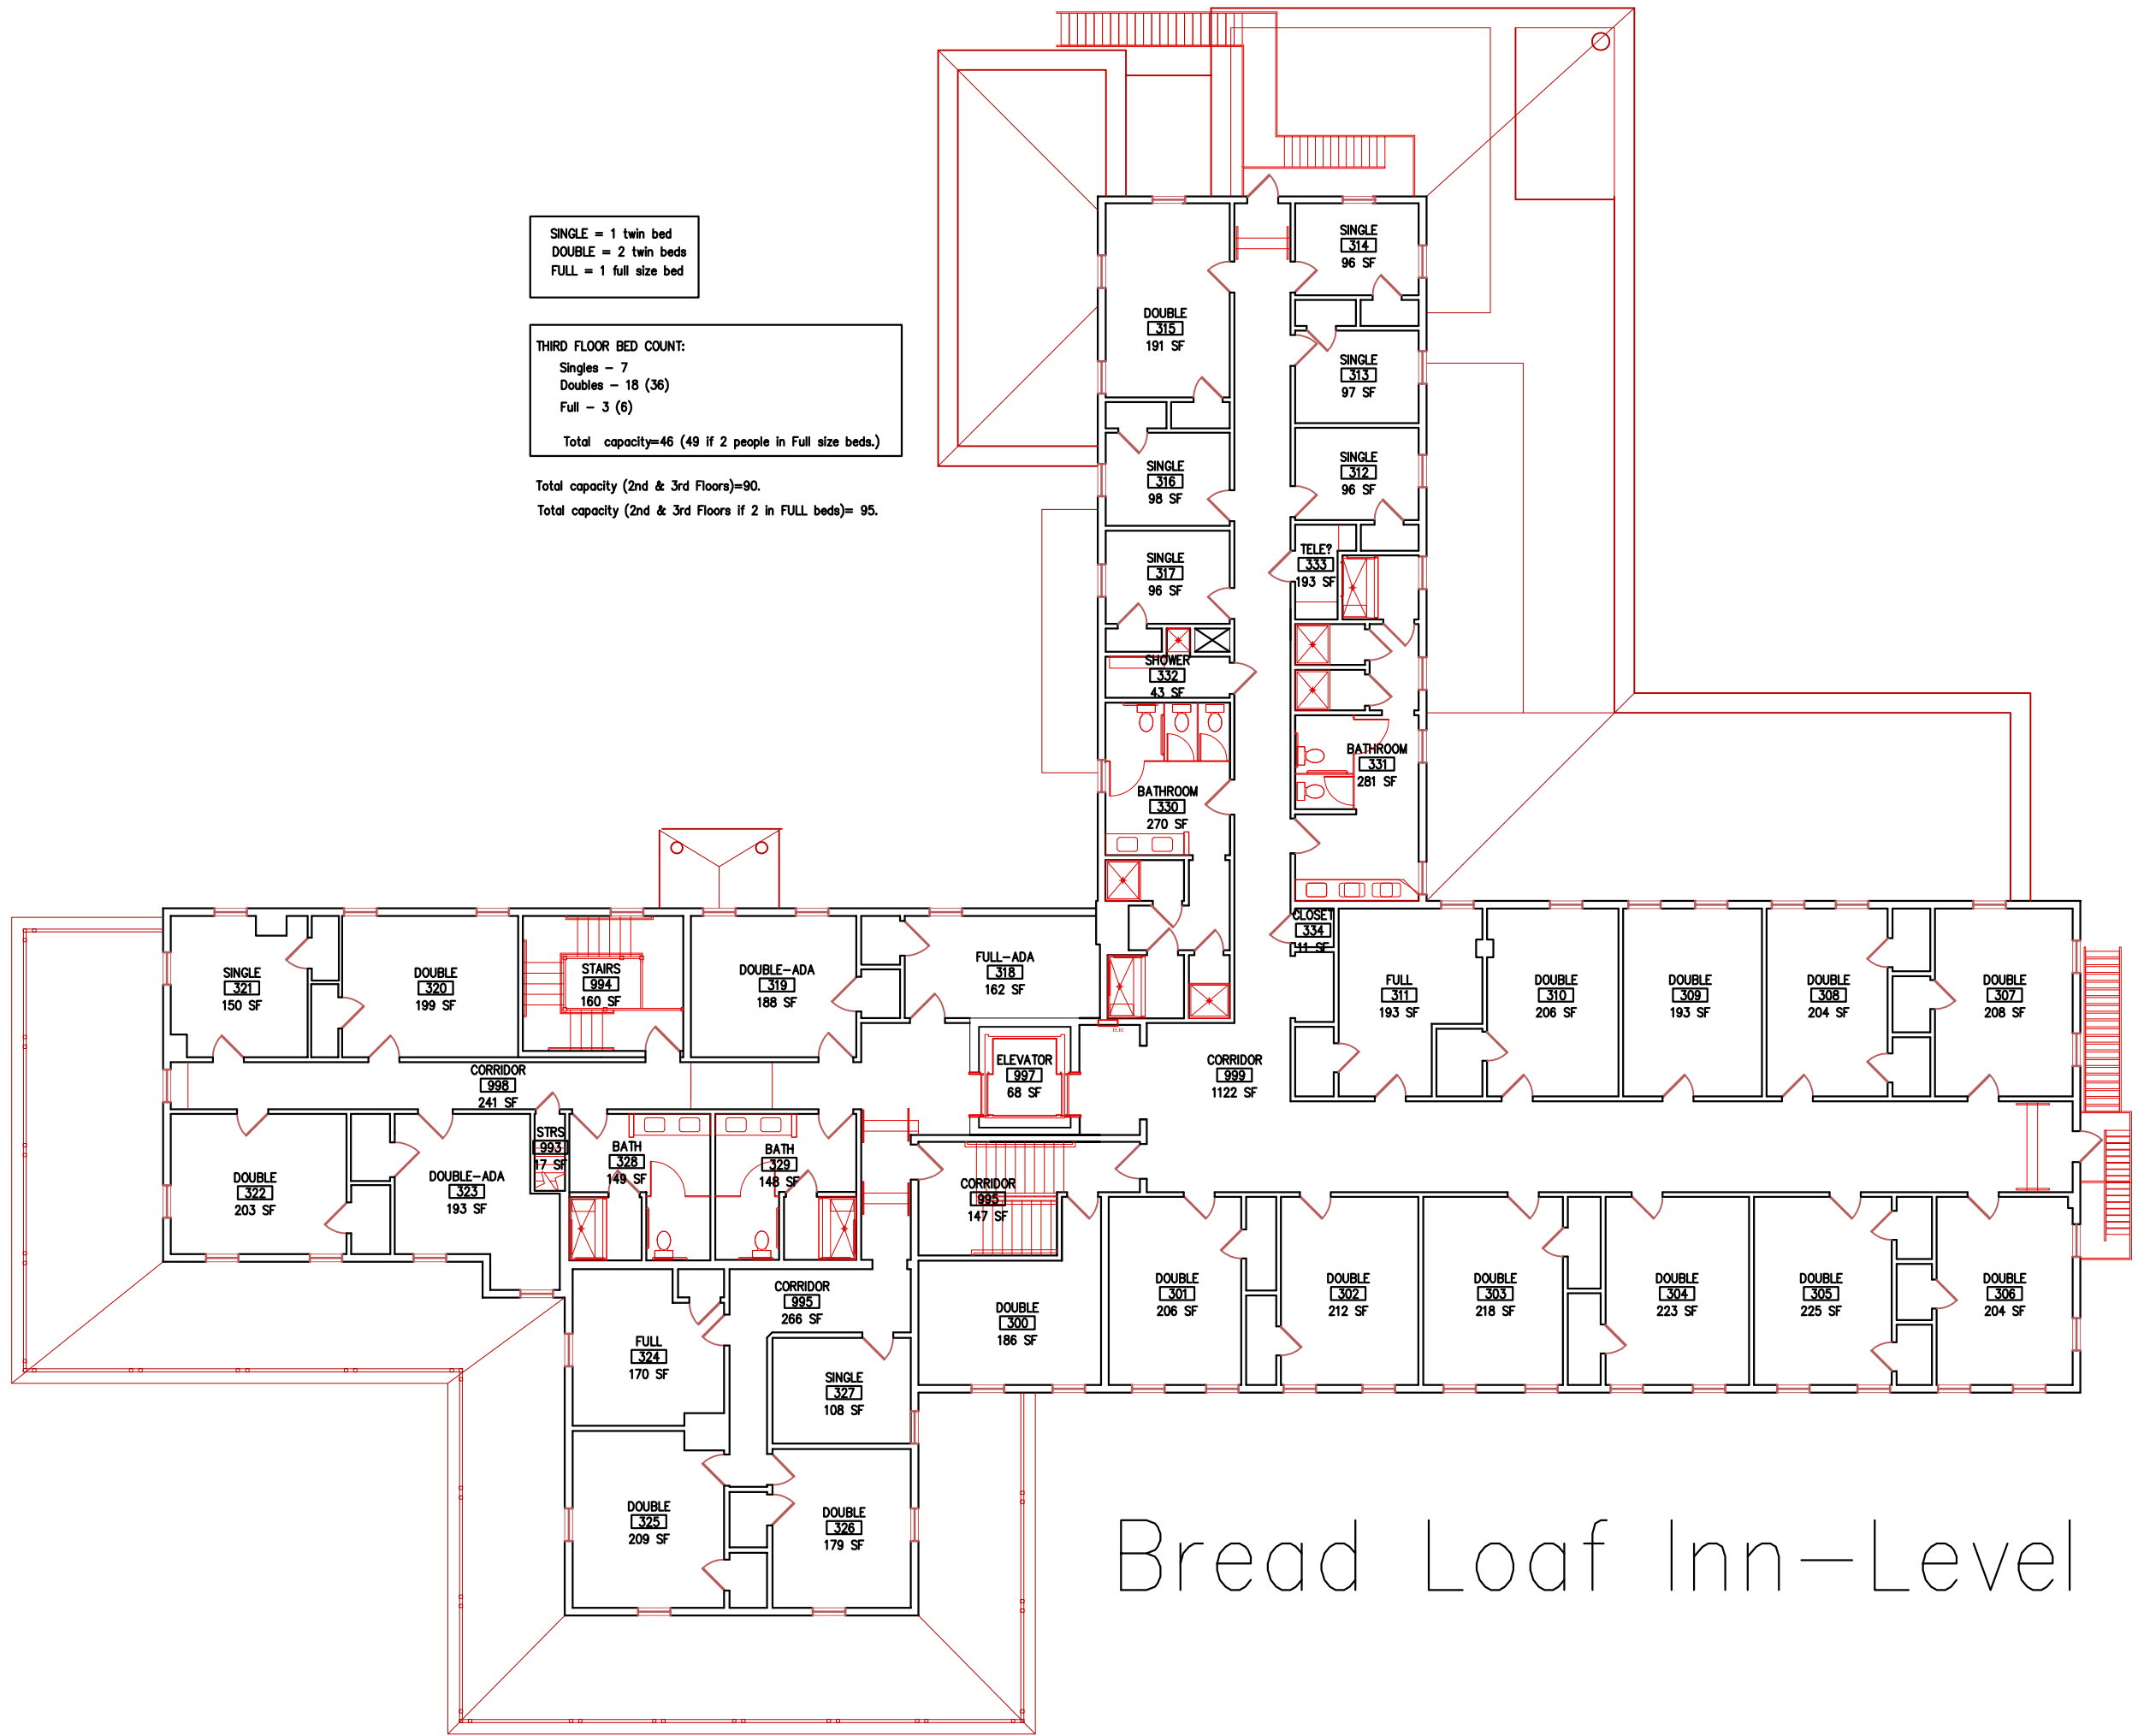 SINGLE = 1 twin bed
DOUBLE = 2 twin beds
FULL = 1 full size bed
THIRD FLOOR BED COUNT:
Singles - 7
Doubles - 18 (36)
Full - 3 (6)
Total capacity=46 (49 if 2 people in Full size beds.)
Total capacity (2nd & 3rd Floors)=90.
Total capacity (2nd & 3rd Floors if 2 in FULL beds)= 95.
SINGLE
314
96 SF
DOUBLE
315
191 SF
SINGLE
313
97 SF
SINGLE
316
98 SF
SINGLE
312
96 SF
SINGLE
317
96 SF
TELE?
333
193 SF
SHOWER
332
43 SF
BATHROOM
331
281 SF
BATHROOM
330
270 SF
CLOSET
334
11 SF
SINGLE
321
150 SF
DOUBLE
320
199 SF
STAIRS
994
160 SF
DOUBLE-ADA
319
188 SF
FULL-ADA
318
162 SF
ELEC
FULL
311
193 SF
DOUBLE
310
206 SF
DOUBLE
309
193 SF
DOUBLE
308
204 SF
DOUBLE
307
208 SF
CORRIDOR
998
241 SF
ELEVATOR
997
68 SF
CORRIDOR
999
1122 SF
DOUBLE
322
203 SF
DOUBLE-ADA
323
193 SF
STRS
993
17 SF
BATH
328
149 SF
BATH
329
148 SF
CORRIDOR
995
147 SF
CORRIDOR
995
266 SF
DOUBLE
300
186 SF
DOUBLE
301
206 SF
DOUBLE
302
212 SF
DOUBLE
303
218 SF
DOUBLE
304
223 SF
DOUBLE
305
225 SF
DOUBLE
306
204 SF
FULL
324
170 SF
SINGLE
327
108 SF
DOUBLE
325
209 SF
DOUBLE
326
179 SF
Bread Loaf Inn-Level